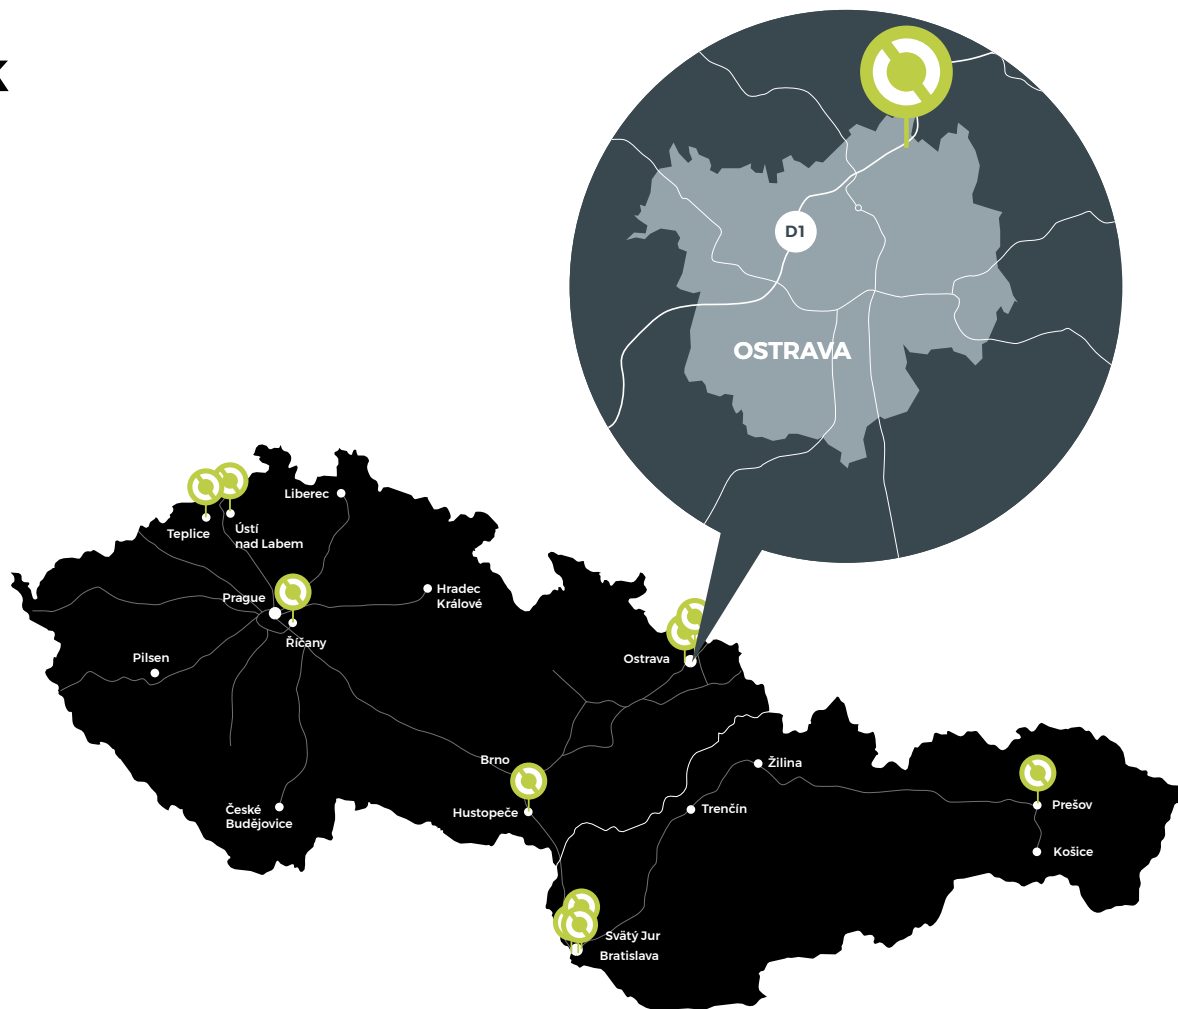 D1
OSTRAVA
Liberec
Teplice
Ústí
nad Labem
Prague
Hradec
Králové
Říčany
Pilsen
Ostrava
Brno
Žilina
České
Budějovice
Hustopeče
Trenčín
Prešov
Košice
Svätý Jur
Bratislava